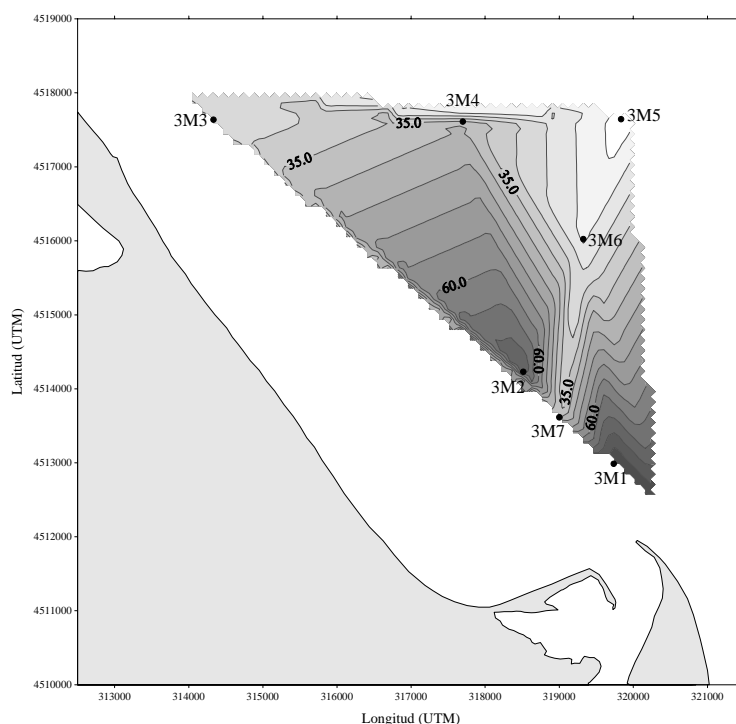 4519000
4518000
4517000
4516000
4515000
4514000
4513000
4512000
4511000
4510000
Latitud (UTM)
3M4
3M3
3M5
35.0
35.0
35.0
3M6
60.0
60.0
3M2
35.0
60.0
3M7
3M1
313000 314000 315000 316000 317000 318000 319000 320000 321000
Longitud (UTM)